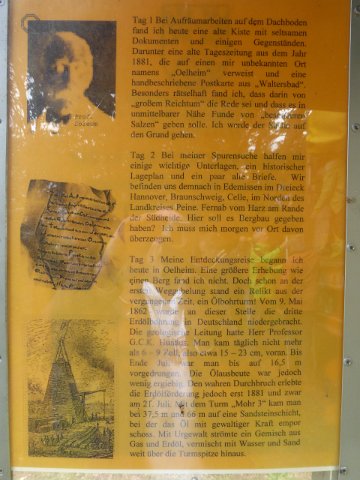 Tag 1 Bei Aufräumarbeiten auf dem Dachboden
fand ich heute eine alte Kiste mit seltsamen
Dokumenten und einigen Gegenständen.
Darunter eine alte Tageszeitung aus dem Jahr
1881, die auf einen mir unbekannten Ort
namens „Oelheim“ verweist und eine
handbeschriebene Postkarte aus „Waltersbad“.
Besonders rätselhaft fand ich, dass darin von
„großem Reichtum“ die Rede sei und dass es in
unmittelbarer Nähe Funde von
Salzen“ geben solle. Ich werde der Sache auf
den Grund gehen.
Prof.
Tag 2 Bei meiner Spurensuche halfen mir
einige wichtige Unterlagen, ein historischer
Lageplan und ein paar alte Briefe. Wir
befinden uns demnach in Edemissen im Dreieck
Hannover, Braunschweig, Celle, im Norden des
Landkreises Peine. Fernab vom Harz am Rande
der Südheide. Hier soll es Bergbau gegeben
haben? Ich muss mich morgen vor Ort davon
überzeugen.
Tag 3 Meine Entdeckungsreise begann ich
heute in Oelheim. Eine größere Erhebung wie
einen Berg fand ich nicht. Doch schon an der
ersten Weggabelung stand ein Relikt aus der
vergangenen Zeit, ein Ölbohrturm! Vom 9. Mai
1862 wurde an dieser Stelle die dritte
Erdölbohrung in Deutschland niedergebracht.
Die geologische Leitung hatte Herr Professor
G.C.K. Hunäus. Man kam täglich nicht mehr
als 6 – 9 Zoll, also etwa 15 – 23 cm, voran. Bis
Ende Juli war man bis auf 16,5 m
vorgedrungen. Die Ölausbeute war jedoch
wenig ergiebig. Den wahren Durchbruch erlebte
die Erdölförderung jedoch erst 1881 und zwar
am 21. Juli. Mit dem Turm „Mohr 3“ kam man
bei 37,5 m und 66 m auf eine Sandsteinschicht,
bei der das Öl mit gewaltiger Kraft empor
schoss. Mit Urgewalt strömte ein Gemisch aus
Gas und Erdöl, vermischt mit Wasser und Sand
weit über die Turmspitze hinaus.